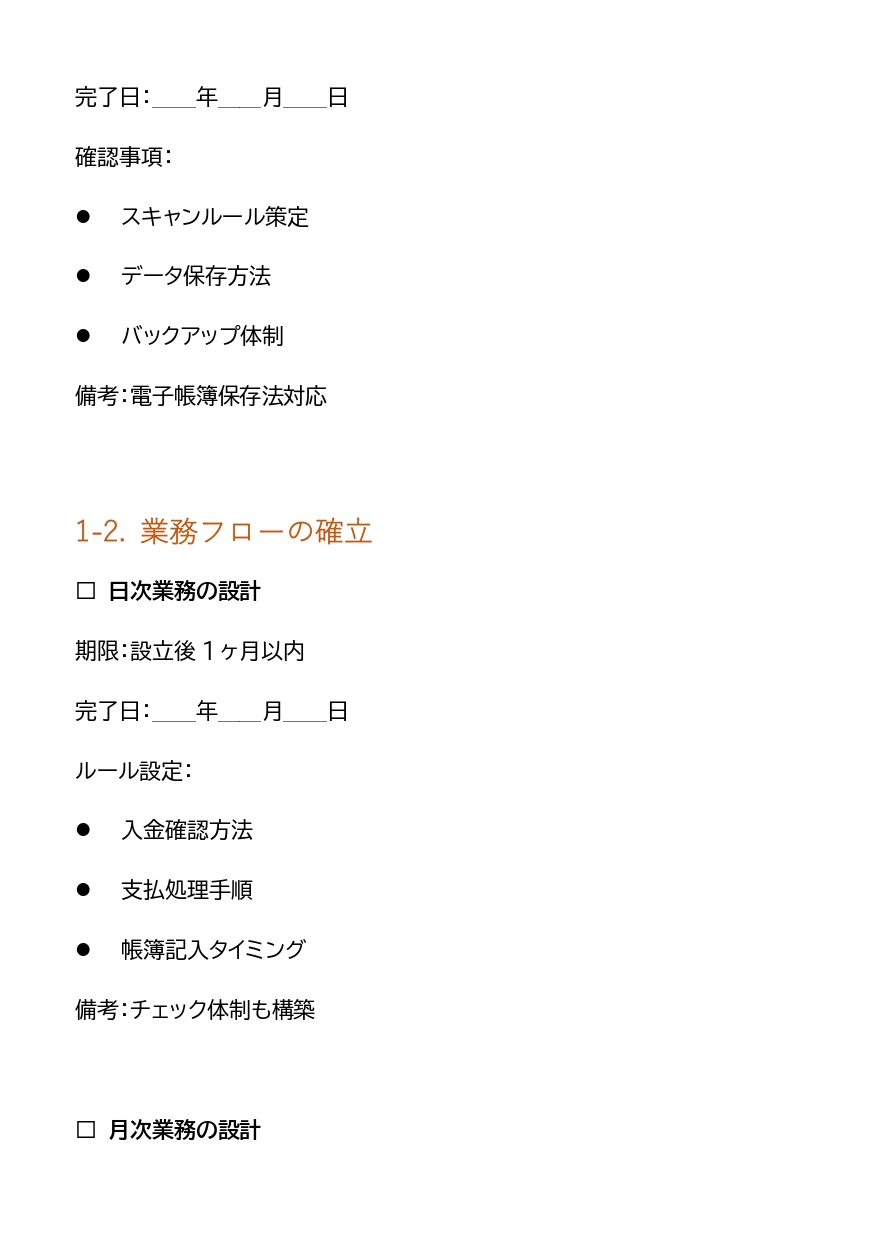 完了日：____年____月____日
確認事項：
● スキャンルール策定
● データ保存方法
● バックアップ体制
備考：電子帳簿保存法対応
1-2. 業務フローの確立
□ 日次業務の設計
期限：設立後 1 ヶ月以内
完了日：____年____月____日
ルール設定：
● 入金確認方法
● 支払処理手順
● 帳簿記入タイミング
備考：チェック体制も構築
□ 月次業務の設計